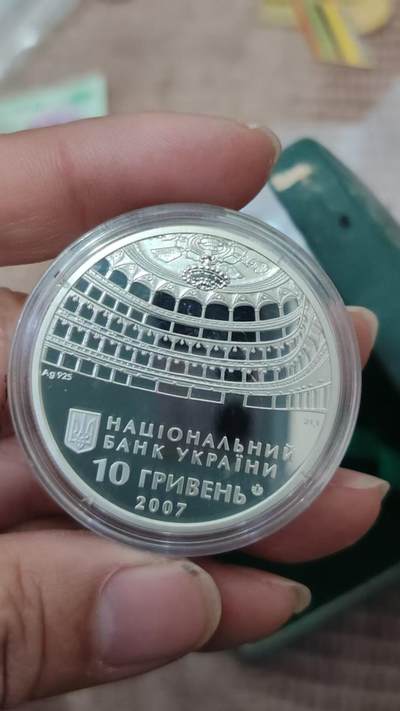 Ag 925
НАЦІОНАЛЬНИЙ
БАНК УКРАЇНИ
10 ГРИВЕНЬ
2007